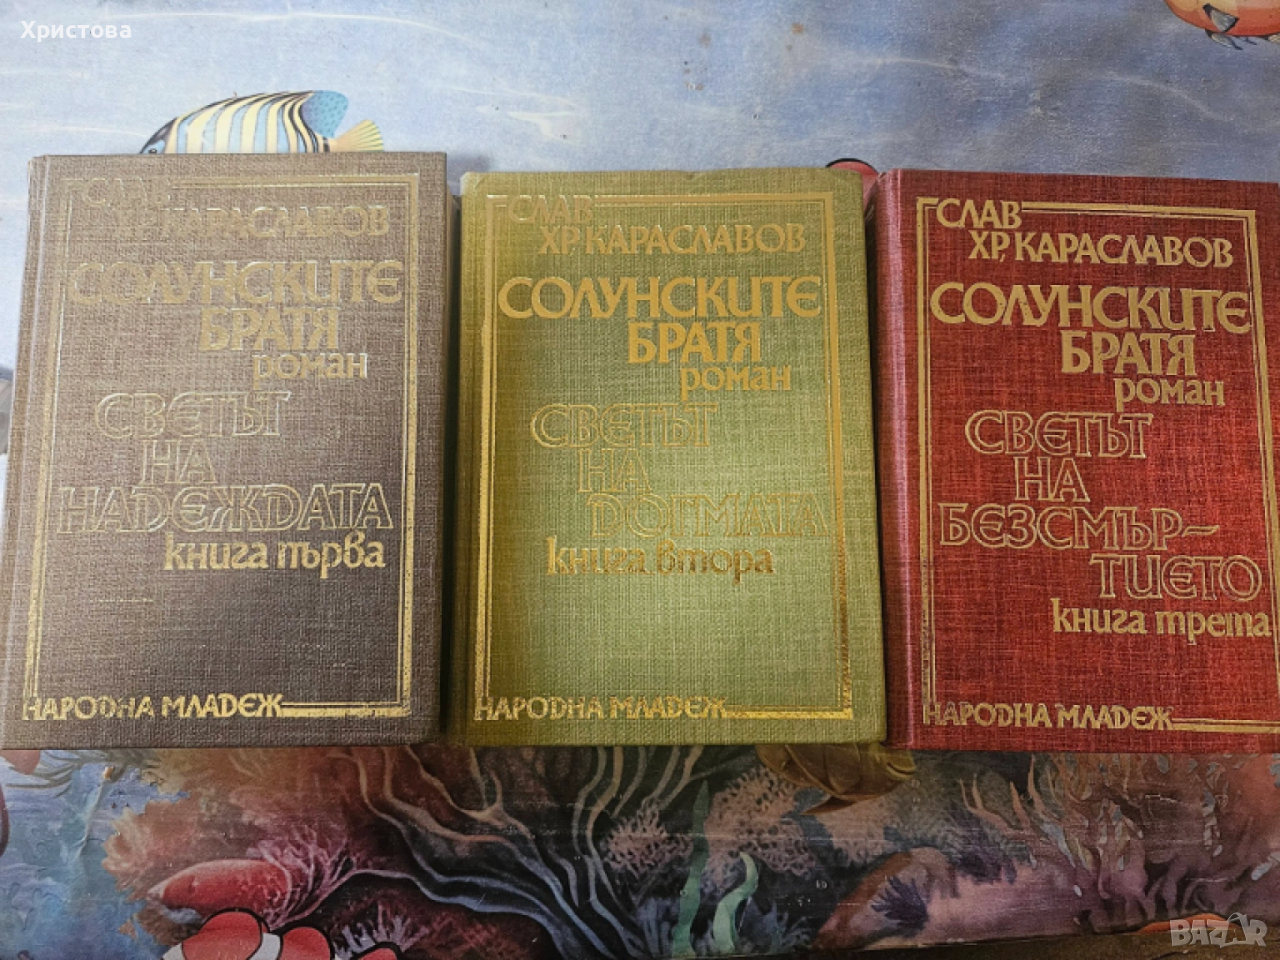 Христова
СЛАВ
ХР. КАРАСЛАВОВ
СОЛУНСКИТЕ
БРАТЯ
роман
СВЕТЪТ
НА
НАДЕЖДАТА
книга първа
НАРОДНА МЛАДЕЖ
СЛАВ
ХР. КАРАСЛАВОВ
СОЛУНСКИТЕ
БРАТЯ
роман
СВЕТЪТ
НА
ДОГМАТА
книга втора
НАРОДНА МЛАДЕЖ
СЛАВ
ХР. КАРАСЛАВОВ
СОЛУНСКИТЕ
БРАТЯ
роман
СВЕТЪТ
НА
БЕЗСМЪР-
ТИЕТО
книга трета
НАРОДНА МЛАДЕЖ
BAZAR